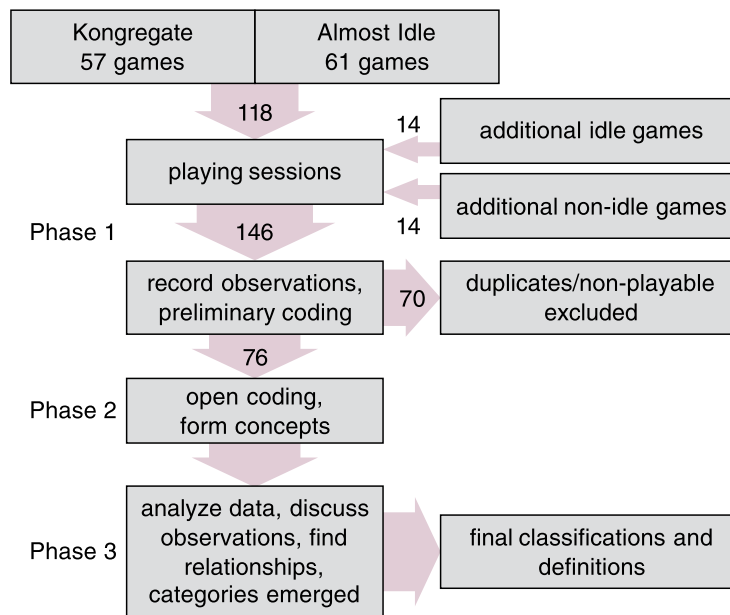 Kongregate
57 games
Almost Idle
61 games
118
14
additional idle games
playing sessions
additional non-idle games
14
Phase 1
146
record observations,
preliminary coding
70
duplicates/non-playable
excluded
76
Phase 2
open coding,
form concepts
Phase 3
analyze data, discuss
observations, find
relationships,
categories emerged
final classifications and
definitions